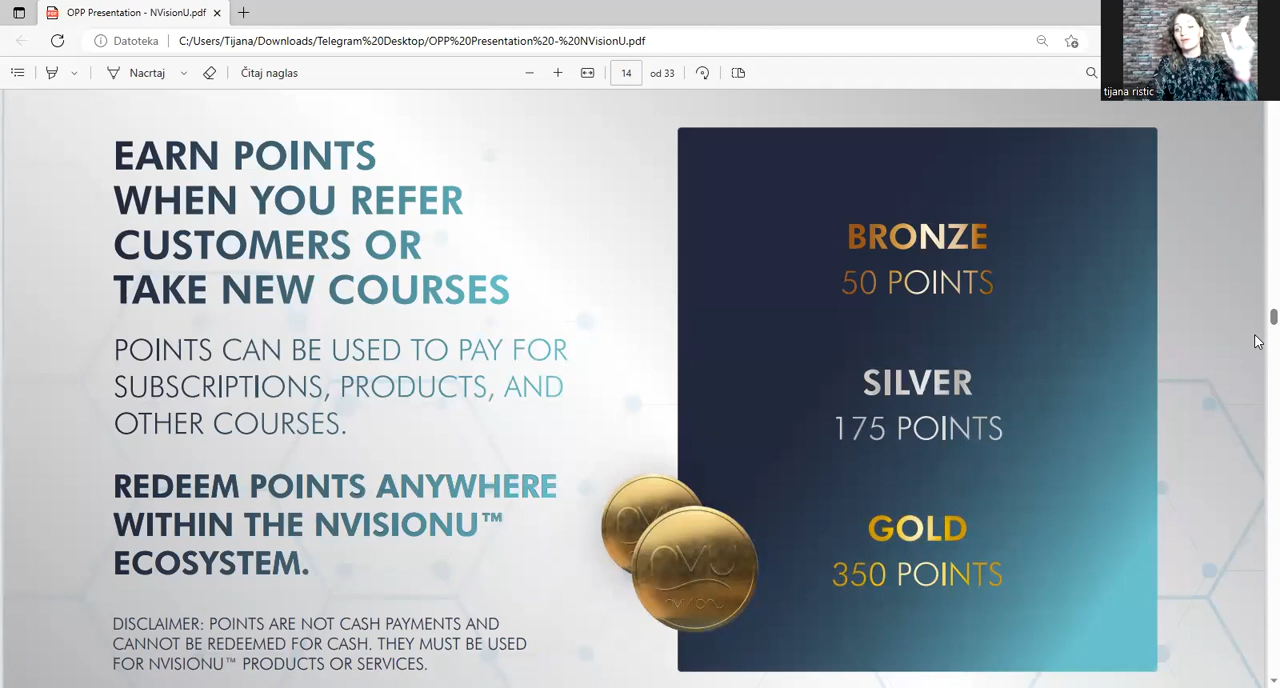 OPP Presentation - NVisionU.pdf
Datoteka
C:/Users/Tijana/Downloads/Telegram%20Desktop/OPP%20Presentation%20-%20NVisionU.pdf
Nacrtaj
Čitaj naglas
14
od 33
tijana ristic
EARN POINTS
WHEN YOU REFER
CUSTOMERS OR
TAKE NEW COURSES
POINTS CAN BE USED TO PAY FOR
SUBSCRIPTIONS, PRODUCTS, AND
OTHER COURSES.
REDEEM POINTS ANYWHERE
WITHIN THE NVISIONU™
ECOSYSTEM.
DISCLAIMER: POINTS ARE NOT CASH PAYMENTS AND
CANNOT BE REDEEMED FOR CASH. THEY MUST BE USED
FOR NVISIONU™ PRODUCTS OR SERVICES.
BRONZE
50 POINTS
SILVER
175 POINTS
GOLD
350 POINTS
nvu